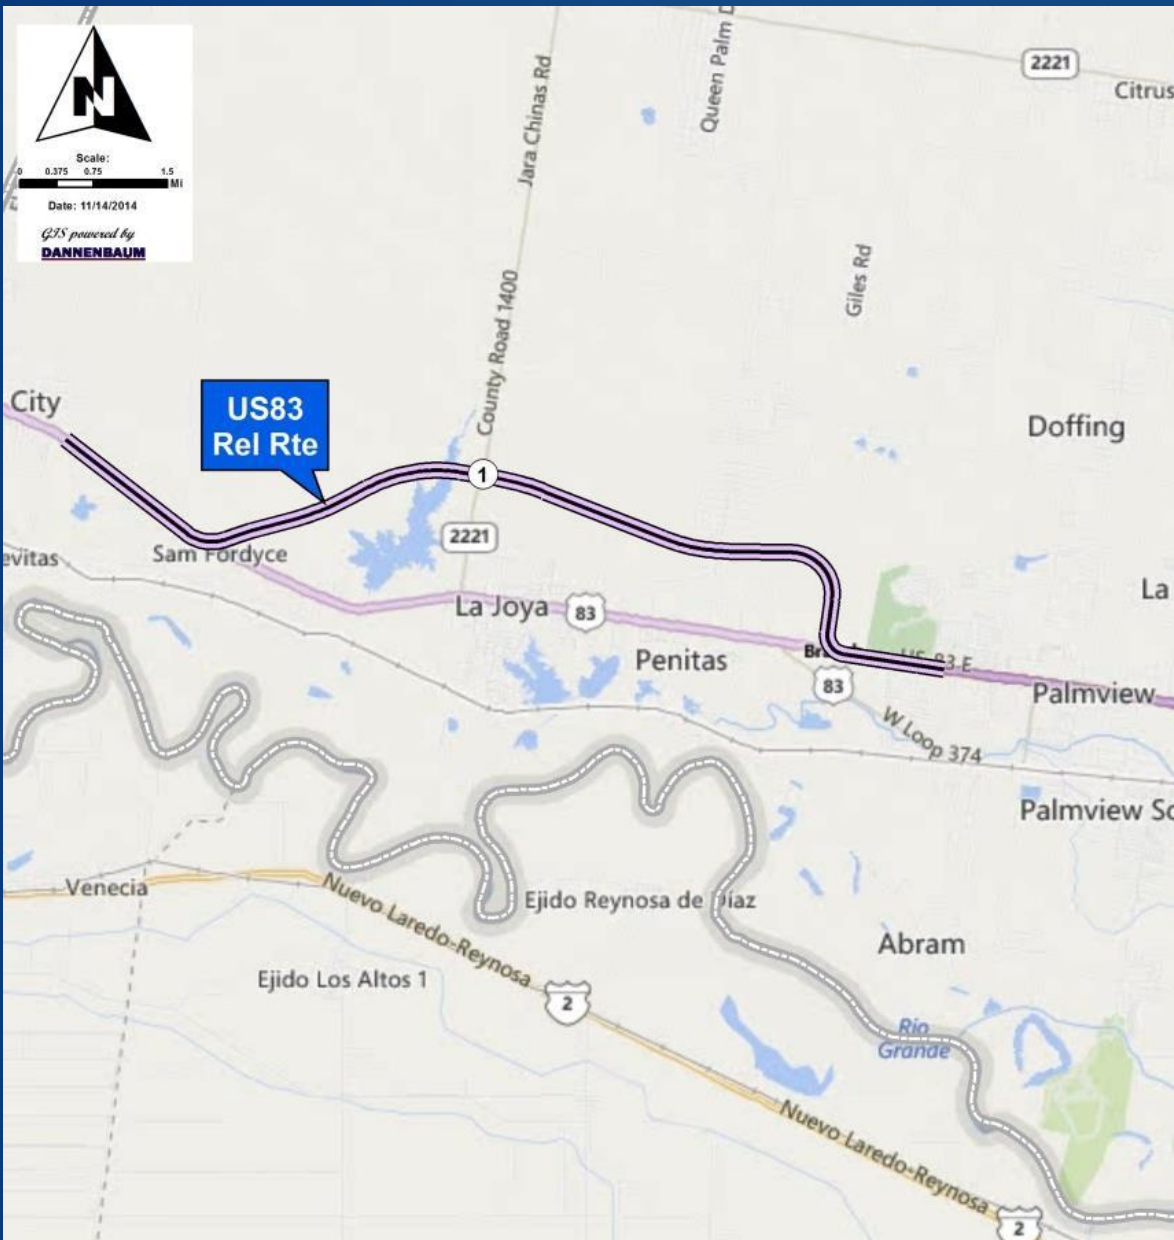 N
Scale:
0 0.375 0.75 1.5
Mi
Date: 11/14/2014
GIS powered by
DANNENBAUM
Jara Chinas Rd
Queen Palm D
2221
Citrus
County Road 1400
Giles Rd
City
US83
Rel Rte
Doffing
1
2221
evitas
Sam Fordyce
La Joya
83
La
Penitas
US 83 E
83
Palmview
W Loop 374
Palmview Sc
Venecia
Nuevo Laredo-Reynosa
Ejido Reynosa de Díaz
Abram
Ejido Los Altos 1
2
Rio
Grande
Nuevo Laredo-Reynosa
2